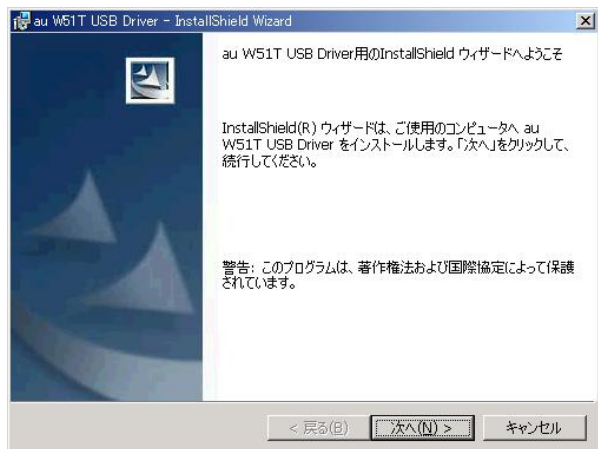 au W51T USB Driver - InstallShield Wizard
au W51T USB Driver用のInstallShield ウィザードへようこそ
InstallShield(R) ウィザードは、ご使用のコンピュータへ au
W51T USB Driver をインストールします。「次へ」をクリックして、
続行してください。
警告: このプログラムは、著作権法および国際協定によって保護
されています。
< 戻る(B)
次へ(N) >
キャンセル